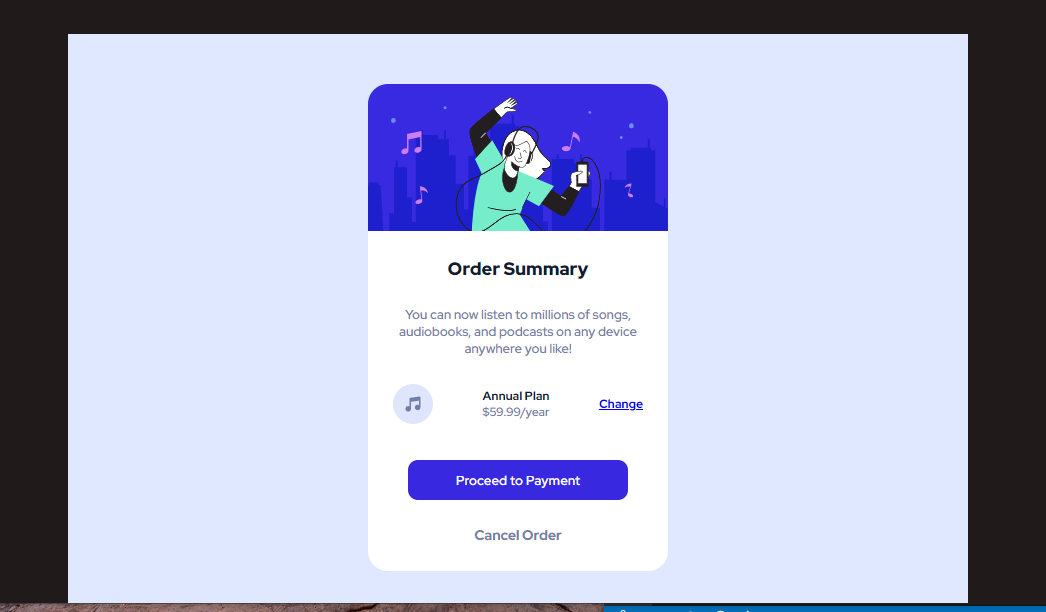 Order Summary
You can now listen to millions of songs,
audiobooks, and podcasts on any device
anywhere you like!
Annual Plan
$59.99/year
Change
Proceed to Payment
Cancel Order